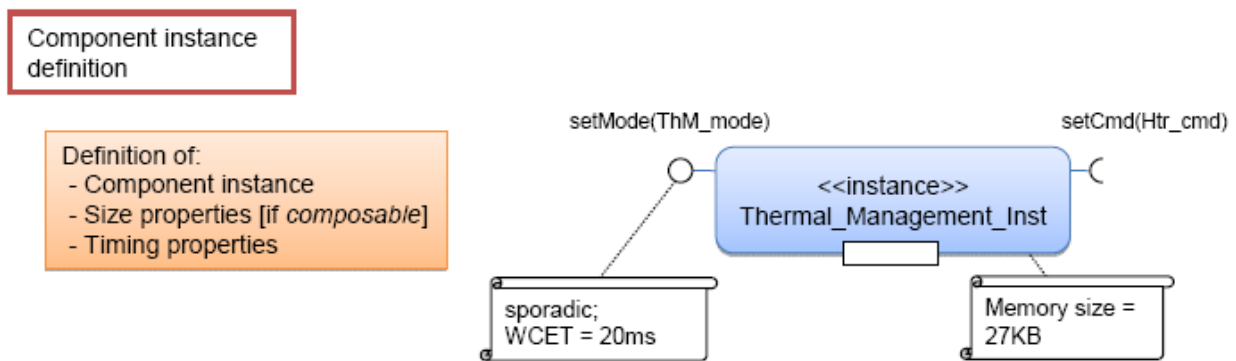 Component instance
definition
setMode(ThM_mode)
setCmd(Htr_cmd)
Definition of:
- Component instance
- Size properties [if composable]
- Timing properties
<<instance>>
Thermal_Management_Inst
sporadic;
WCET = 20ms
Memory size =
27KB